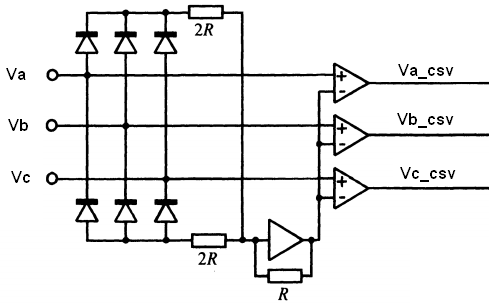 2R
Va
+
-
Va_csv
Vb
+
-
Vb_csv
Vc
+
-
Vc_csv
2R
R